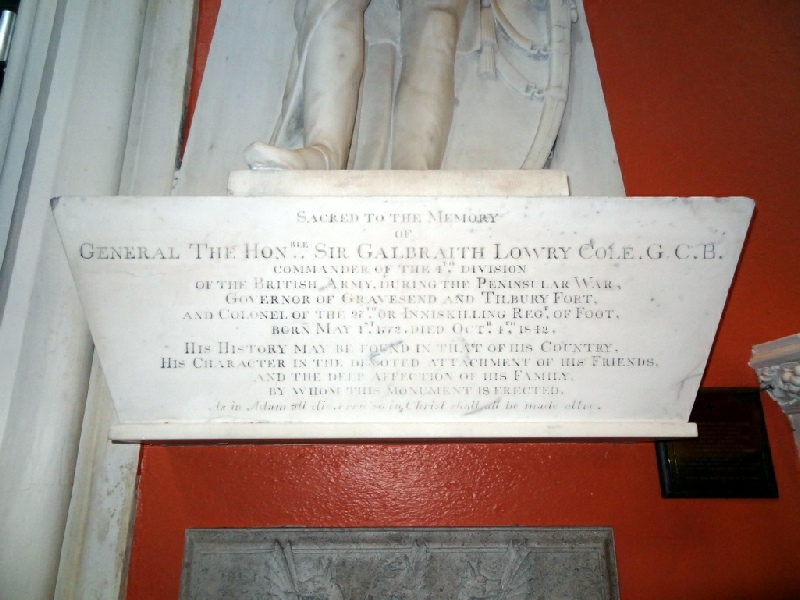 SACRED TO THE MEMORY
OF
GENERAL THE HON.BLE SIR GALBRAITH LOWRY COLE. G.C.B.
COMMANDER OF THE 4TH DIVISION
OF THE BRITISH ARMY, DURING THE PENINSULAR WAR,
GOVERNOR OF GRAVESEND AND TILBURY FORT,
AND COLONEL OF THE 27TH OR INNISKILLING REGT. OF FOOT,
BORN MAY 1ST 1772, DIED OCTR. 4TH 1842.
HIS HISTORY MAY BE FOUND IN THAT OF HIS COUNTRY,
HIS CHARACTER IN THE DEVOTED ATTACHMENT OF HIS FRIENDS,
AND THE DEEP AFFECTION OF HIS FAMILY,
BY WHOM THIS MONUMENT IS ERECTED.
As in Adam all die, even so in Christ shall all be made alive.